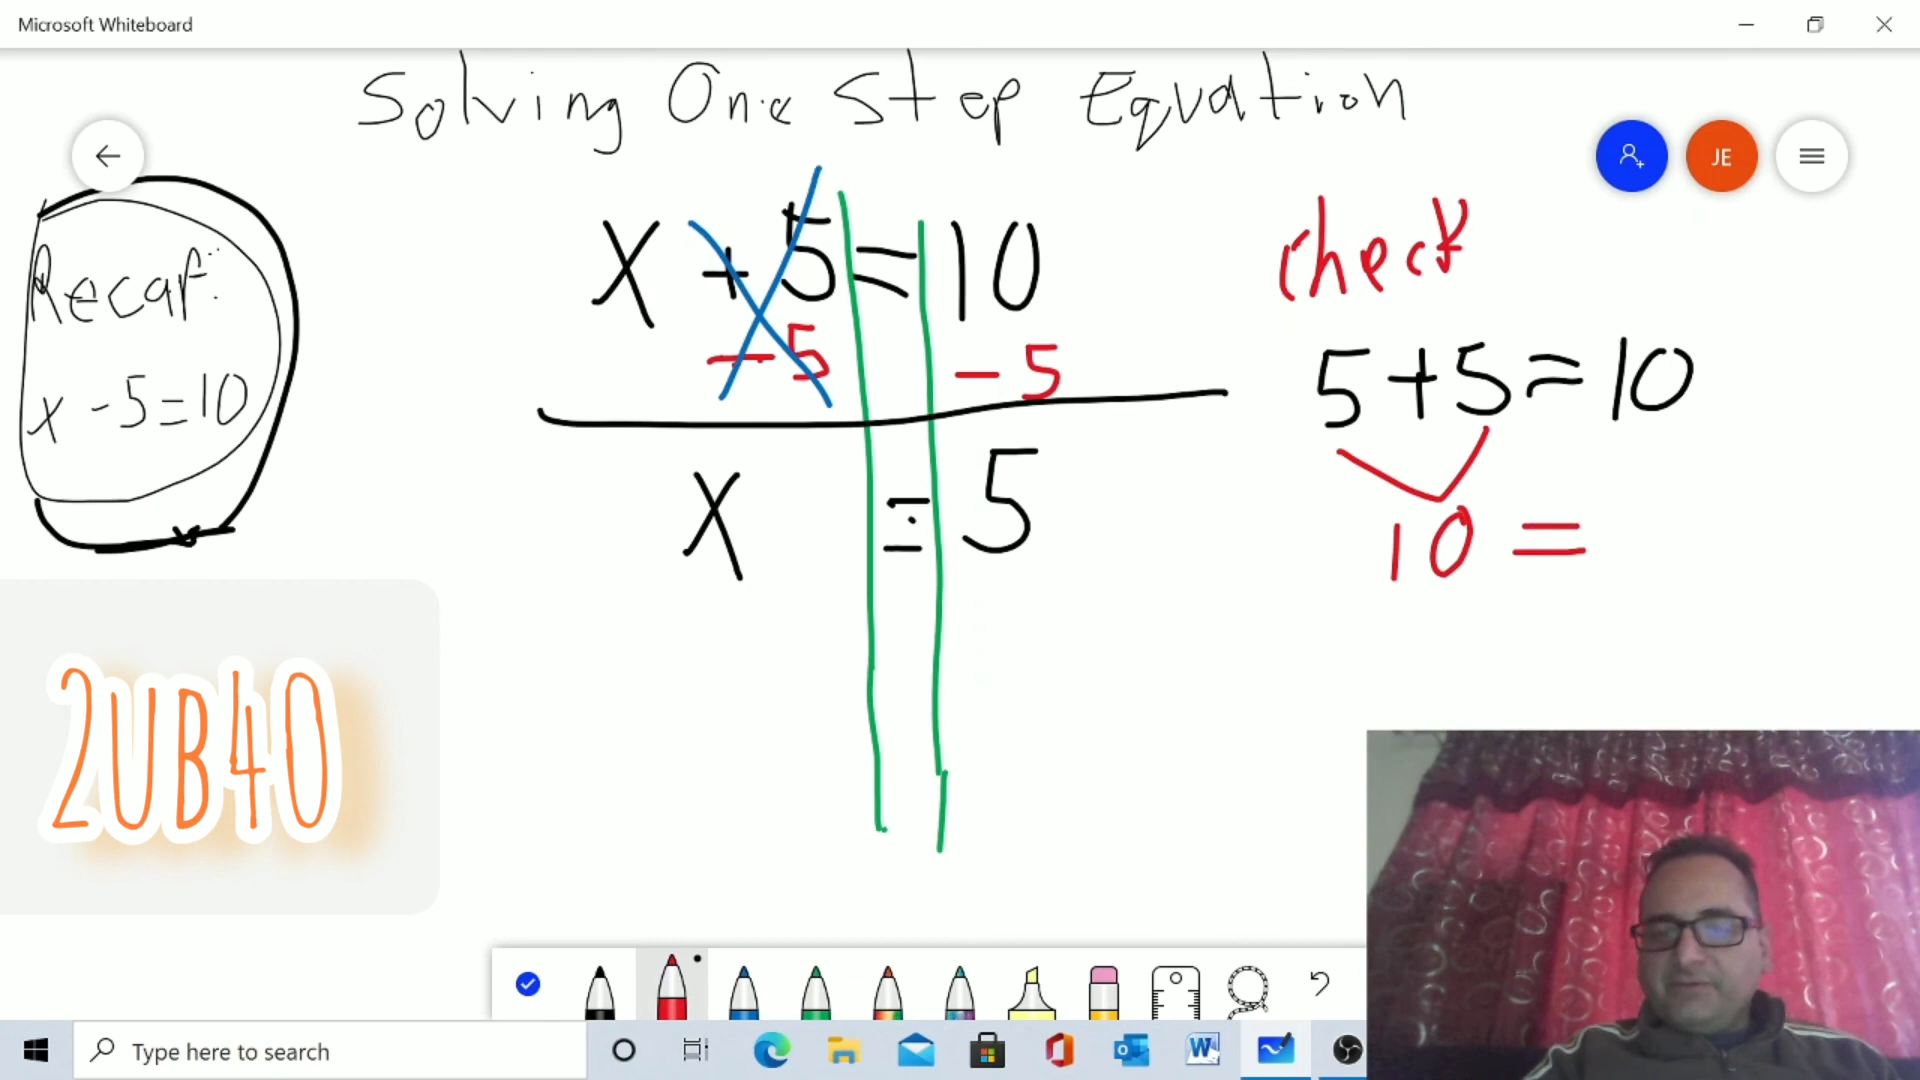 Microsoft Whiteboard
Solving One Step Equation
JE
Recap:
x - 5 = 10
x + 5 = 10
- 5 - 5
x = 5
check
5 + 5 = 10
10 =
2UB40
Type here to search